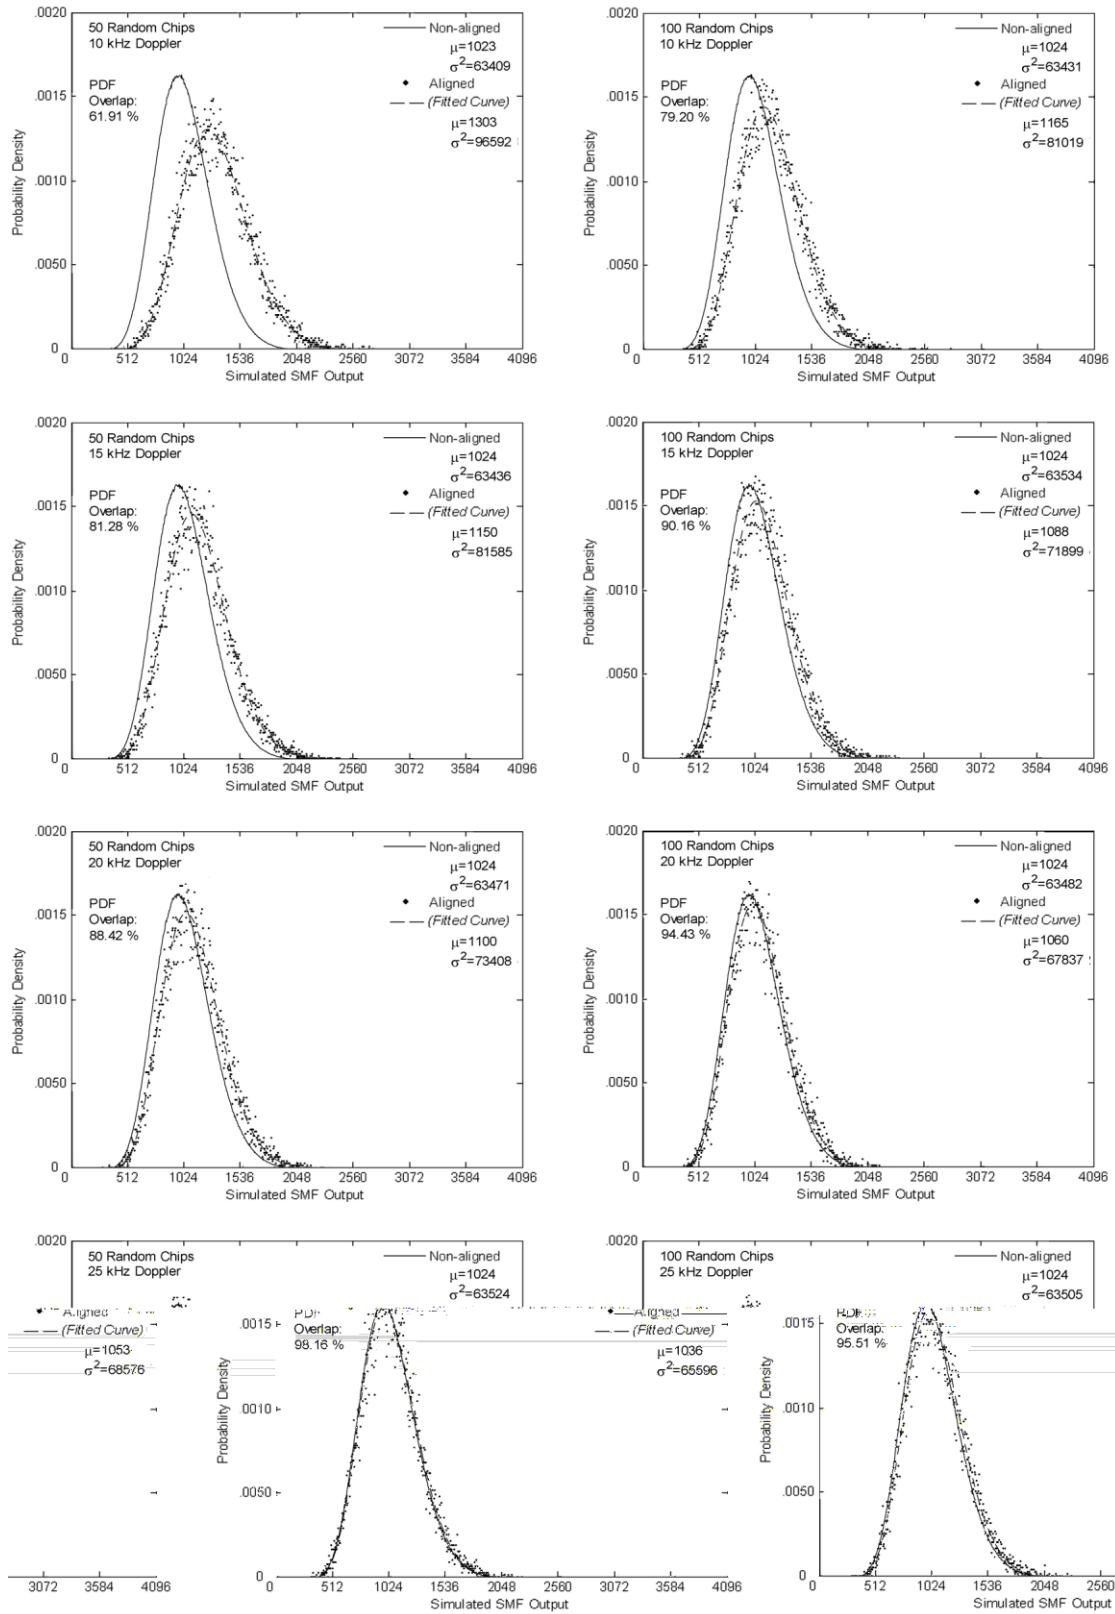 .0020
50 Random Chips
10 kHz Doppler
Non-aligned
μ=1023
σ²=63409
PDF
Overlap:
61.91 %
Aligned
(Fitted Curve)
μ=1303
σ²=96592
.0015
.0010
.0050
0
Probability Density
0 512 1024 1536 2048 2560 3072 3584 4096
Simulated SMF Output
.0020
100 Random Chips
10 kHz Doppler
Non-aligned
μ=1024
σ²=63431
PDF
Overlap:
79.20 %
Aligned
(Fitted Curve)
μ=1165
σ²=81019
.0015
.0010
.0050
0
Probability Density
0 512 1024 1536 2048 2560 3072 3584 4096
Simulated SMF Output
.0020
50 Random Chips
15 kHz Doppler
Non-aligned
μ=1024
σ²=63436
PDF
Overlap:
81.28 %
Aligned
(Fitted Curve)
μ=1150
σ²=81585
.0015
.0010
.0050
0
Probability Density
0 512 1024 1536 2048 2560 3072 3584 4096
Simulated SMF Output
.0020
100 Random Chips
15 kHz Doppler
Non-aligned
μ=1024
σ²=63534
PDF
Overlap:
90.16 %
Aligned
(Fitted Curve)
μ=1088
σ²=71899
.0015
.0010
.0050
0
Probability Density
0 512 1024 1536 2048 2560 3072 3584 4096
Simulated SMF Output
.0020
50 Random Chips
20 kHz Doppler
Non-aligned
μ=1024
σ²=63471
PDF
Overlap:
88.42 %
Aligned
(Fitted Curve)
μ=1100
σ²=73408
.0015
.0010
.0050
0
Probability Density
0 512 1024 1536 2048 2560 3072 3584 4096
Simulated SMF Output
.0020
100 Random Chips
20 kHz Doppler
Non-aligned
μ=1024
σ²=63482
PDF
Overlap:
94.43 %
Aligned
(Fitted Curve)
μ=1060
σ²=67837
.0015
.0010
.0050
0
Probability Density
0 512 1024 1536 2048 2560 3072 3584 4096
Simulated SMF Output
.0020
50 Random Chips
25 kHz Doppler
Non-aligned
μ=1024
σ²=63524
.0020
100 Random Chips
25 kHz Doppler
Non-aligned
μ=1024
σ²=63505
Aligned
(Fitted Curve)
μ=1053
σ²=68576
3072 3584 4096
PDF
Overlap:
98.16 %
Aligned
(Fitted Curve)
μ=1036
σ²=65596
.0015
.0010
.0050
0
Probability Density
0 512 1024 1536 2048 2560 3072 3584 4096
Simulated SMF Output
PDF
Overlap:
95.51 %
.0015
.0010
.0050
0
Probability Density
0 512 1024 1536 2048 2560
Simulated SMF Output